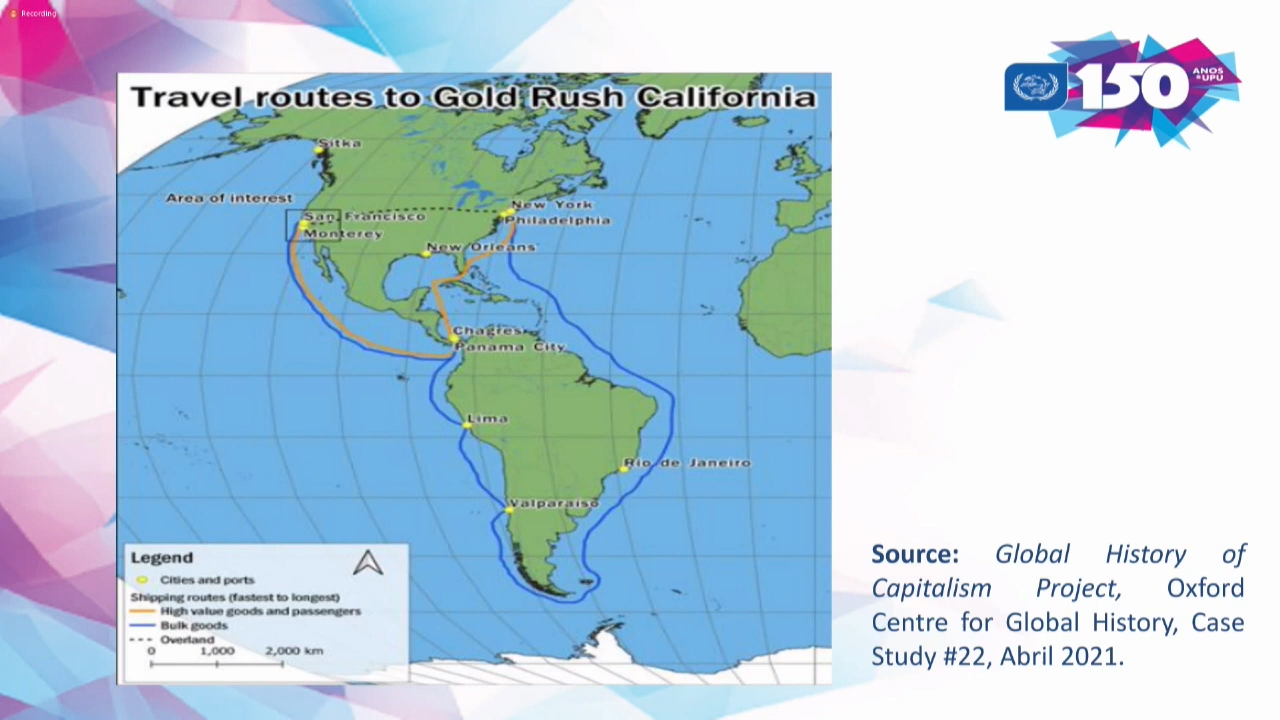 Recording
150
ANOS
UPU
Travel routes to Gold Rush California
Sitka
Area of interest
San Francisco
Monterey
New York
Philadelphia
New Orleans
Chagres
Panama City
Lima
Rio de Janeiro
Valparaiso
Legend
Cities and ports
Shipping routes (fastest to longest)
High value goods and passengers
Bulk goods
Overland
0 1,000 2,000 km
Source: Global History of
Capitalism Project, Oxford
Centre for Global History, Case
Study #22, Abril 2021.